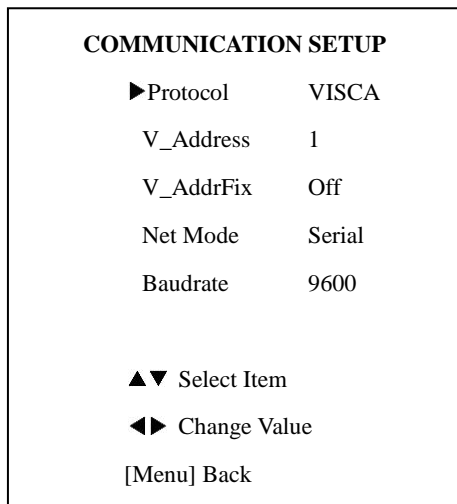 COMMUNICATION SETUP
▶Protocol VISCA
V_Address 1
V_AddrFix Off
Net Mode Serial
Baudrate 9600
▲▼ Select Item
◀▶ Change Value
[Menu] Back